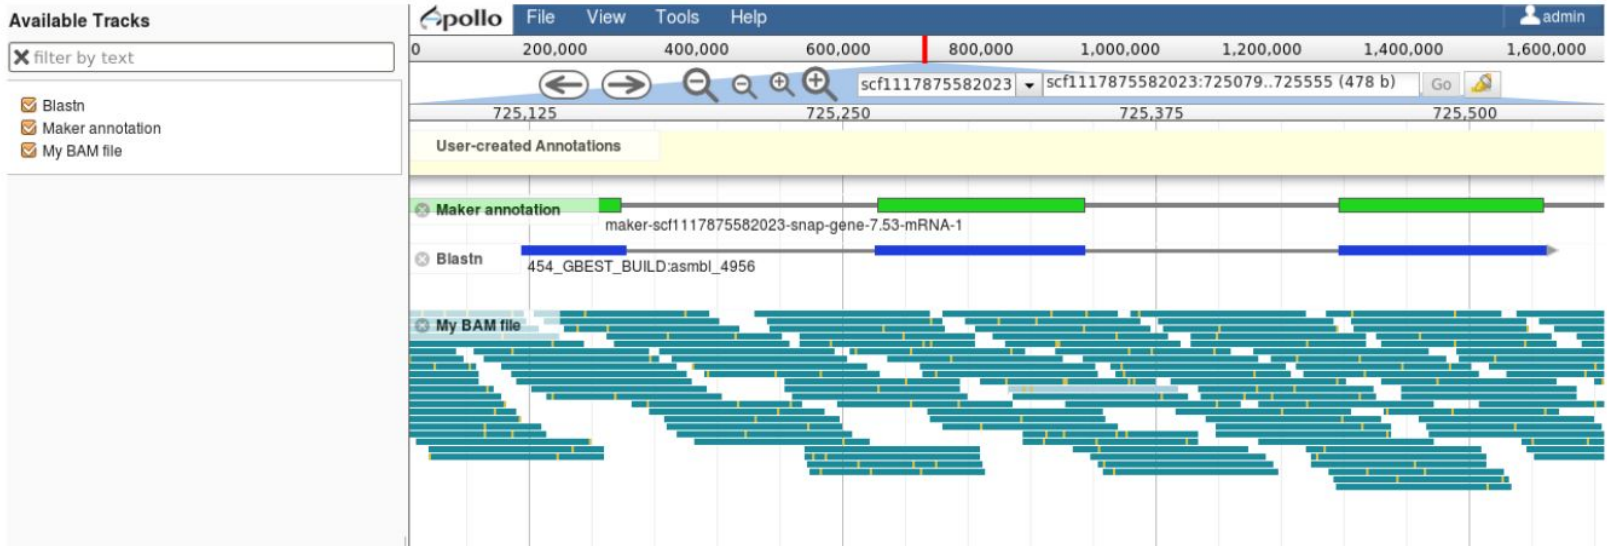 Available Tracks
filter by text
Blastn
Maker annotation
My BAM file
Apollo File View Tools Help admin
0 200,000 400,000 600,000 800,000 1,000,000 1,200,000 1,400,000 1,600,000
scf1117875582023 scf1117875582023:725079..725555 (478 b) Go
725,125 725,250 725,375 725,500
User-created Annotations
Maker annotation
maker-scf1117875582023-snap-gene-7.53-mRNA-1
Blastn
454_GBEST_BUILD:asmbl_4956
My BAM file